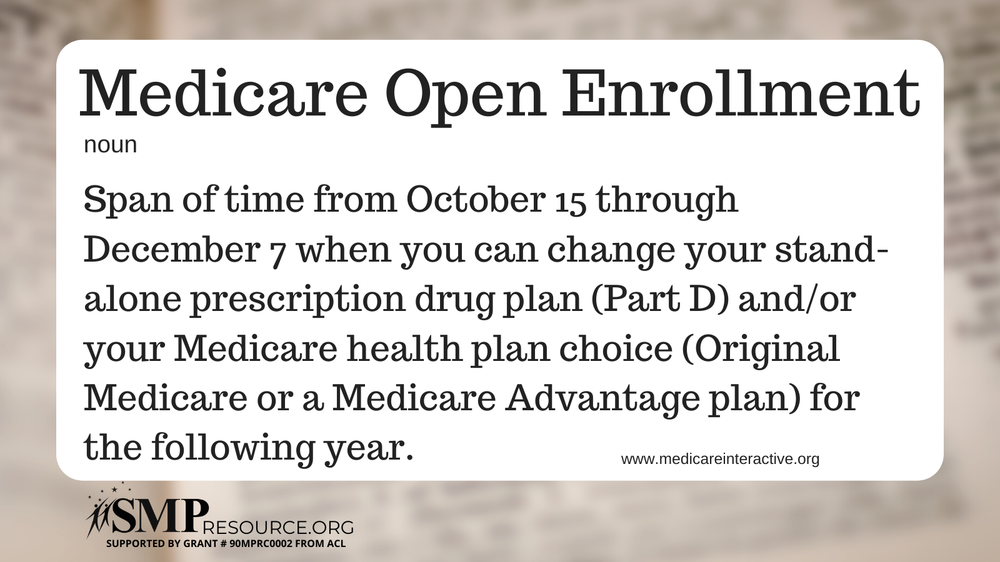 Medicare Open Enrollment
noun
Span of time from October 15 through
December 7 when you can change your stand-
alone prescription drug plan (Part D) and/or
your Medicare health plan choice (Original
Medicare or a Medicare Advantage plan) for
the following year.
www.medicareinteractive.org
SMPRESOURCE.ORG
SUPPORTED BY GRANT # 90MPRC0002 FROM ACL